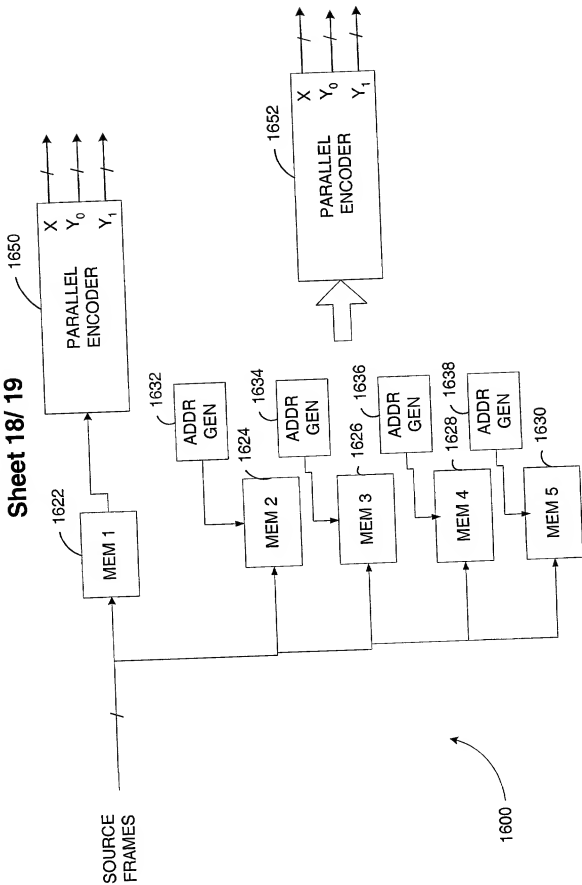 Sheet 18/ 19
1650
PARALLEL
ENCODER
X
Y0
Y1
1622
MEM 1
SOURCE
FRAMES
1632
ADDR
GEN
1624
MEM 2
1634
ADDR
GEN
1626
MEM 3
1636
ADDR
GEN
1628
MEM 4
1638
ADDR
GEN
1630
MEM 5
1652
PARALLEL
ENCODER
X
Y0
Y1
1600